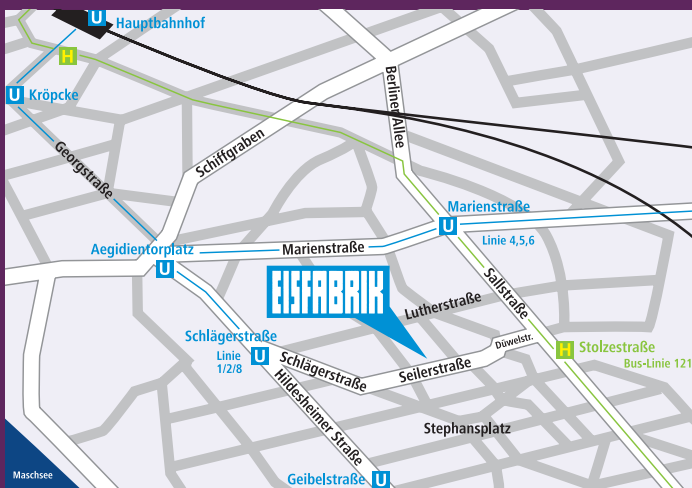 U Hauptbahnhof
H
U Kröpcke
Berliner Allee
Schiffgraben
Georgstraße
Marienstraße
U
Linie 4,5,6
Aegidientorplatz
U
Marienstraße
Sallstraße
EISFABRIK
Lutherstraße
Schlägerstraße
Linie
1/2/8
U
Düwelstr.
H Stolzestraße
Bus-Linie 121
Schlägerstraße
Seilerstraße
Hildesheimer Straße
Stephansplatz
Maschsee
Geibelstraße U